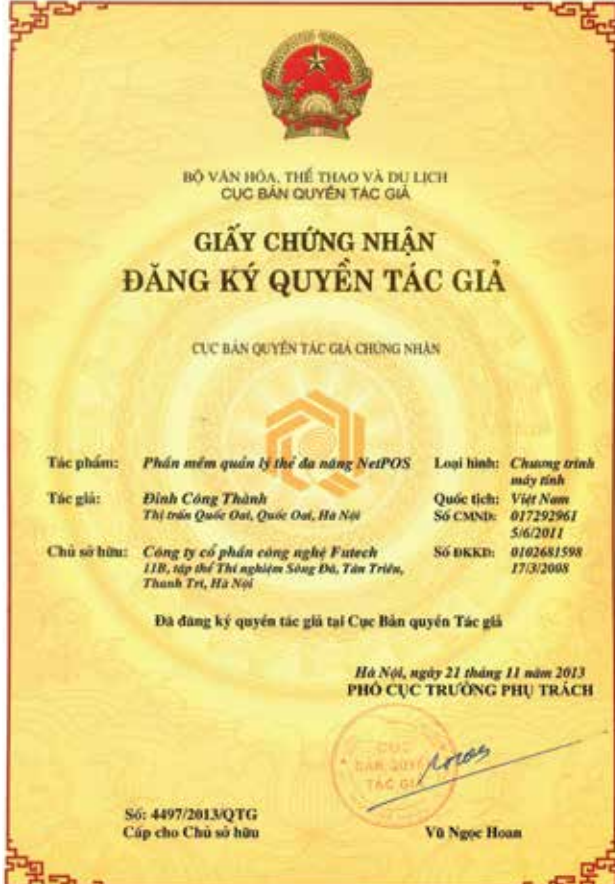 BỘ VĂN HÓA, THỂ THAO VÀ DU LỊCH
CỤC BẢN QUYỀN TÁC GIẢ
GIẤY CHỨNG NHẬN
ĐĂNG KÝ QUYỀN TÁC GIẢ
CỤC BẢN QUYỀN TÁC GIẢ CHỨNG NHẬN
Tác phẩm: Phần mềm quản lý thẻ đa năng NetPOS Loại hình: Chương trình
máy tính
Tác giả: Đinh Công Thành Quốc tịch: Việt Nam
Thị trấn Quốc Oai, Quốc Oai, Hà Nội Số CMND: 017292961
5/6/2011
Chủ sở hữu: Công ty cổ phần công nghệ Futech Số ĐKKD: 0102681598
11B, tập thể Thí nghiệm Sông Đà, Tân Triều, 17/3/2008
Thanh Trì, Hà Nội
Đã đăng ký quyền tác giả tại Cục Bản quyền Tác giả
Hà Nội, ngày 21 tháng 11 năm 2013
PHÓ CỤC TRƯỞNG PHỤ TRÁCH
CỤC
BẢN QUYỀN
TÁC GIẢ
Số: 4497/2013/QTG
Cấp cho Chủ sở hữu Vũ Ngọc Hoan